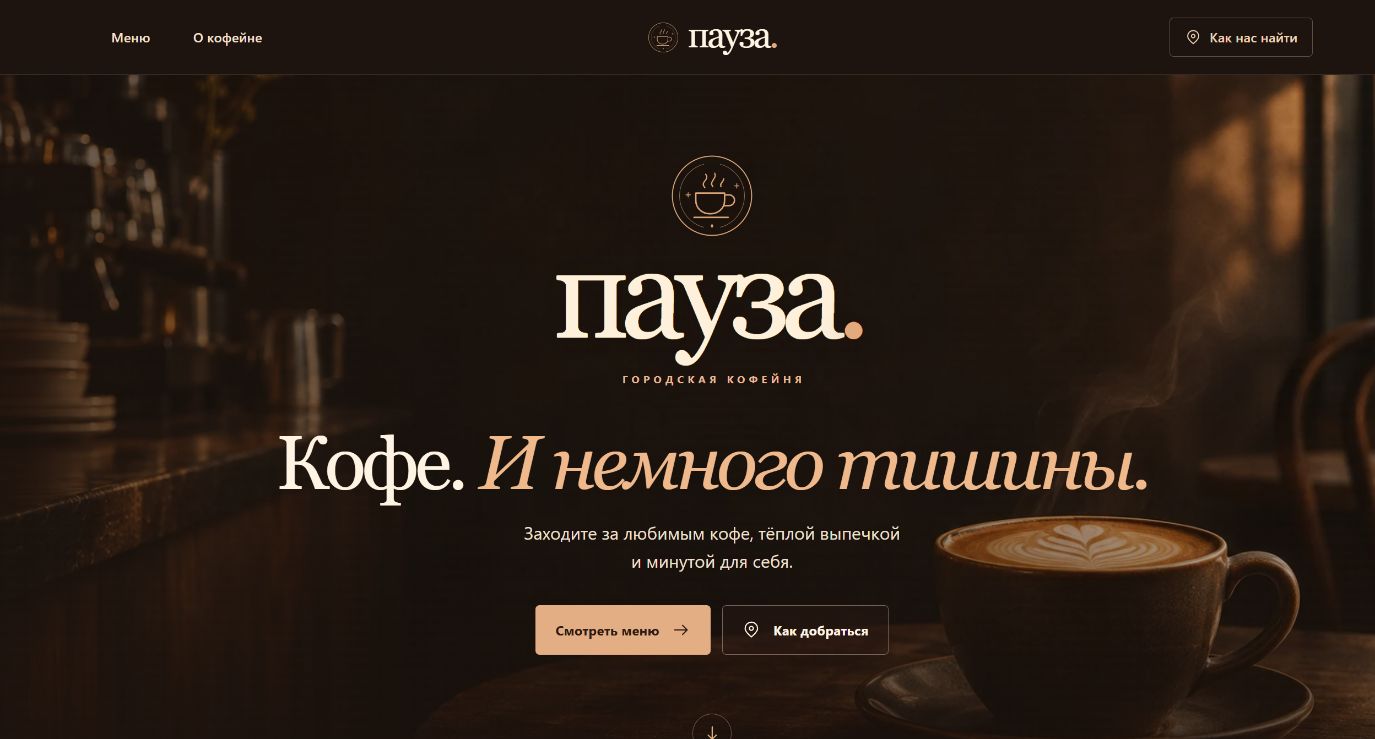 Меню
О кофейне
пауза.
Как нас найти
пауза.
ГОРОДСКАЯ КОФЕЙНЯ
Кофе. И немного тишины.
Заходите за любимым кофе, тёплой выпечкой
и минутой для себя.
Смотреть меню
Как добраться